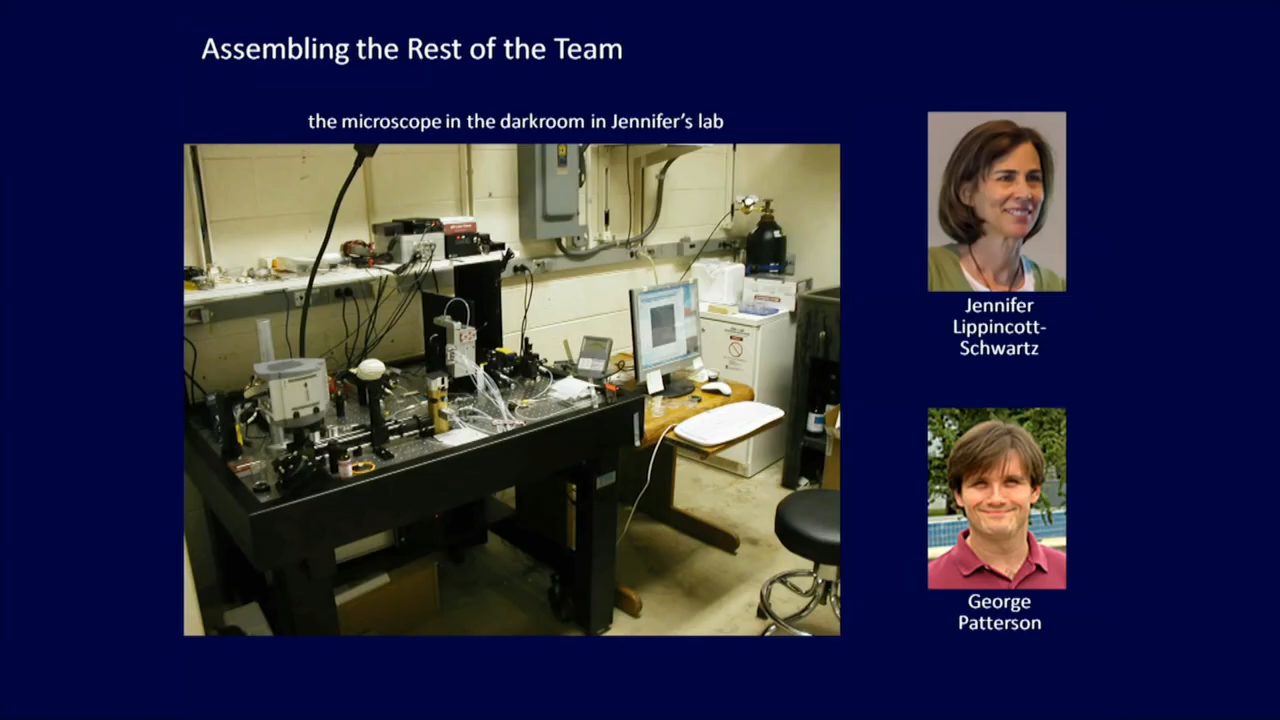 Assembling the Rest of the Team
the microscope in the darkroom in Jennifer's lab
Jennifer
Lippincott-
Schwartz
George
Patterson